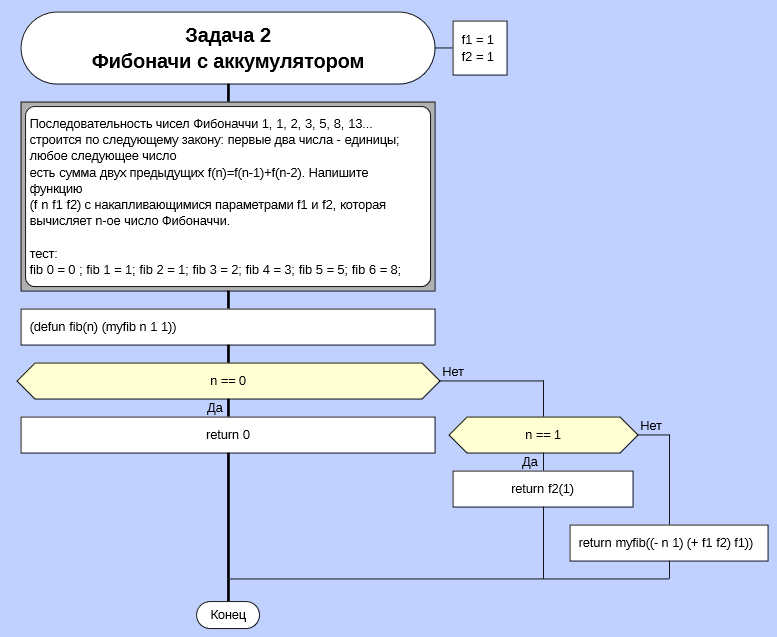 Задача 2
Фибоначи с аккумулятором
f1 = 1
f2 = 1
Последовательность чисел Фибоначчи 1, 1, 2, 3, 5, 8, 13...
строится по следующему закону: первые два числа - единицы;
любое следующее число
есть сумма двух предыдущих f(n)=f(n-1)+f(n-2). Напишите
функцию
(f n f1 f2) с накапливающимися параметрами f1 и f2, которая
вычисляет n-ое число Фибоначчи.
тест:
fib 0 = 0 ; fib 1 = 1; fib 2 = 1; fib 3 = 2; fib 4 = 3; fib 5 = 5; fib 6 = 8;
(defun fib(n) (myfib n 1 1))
n == 0
Нет
Да
return 0
n == 1
Нет
Да
return f2(1)
return myfib((- n 1) (+ f1 f2) f1))
Конец